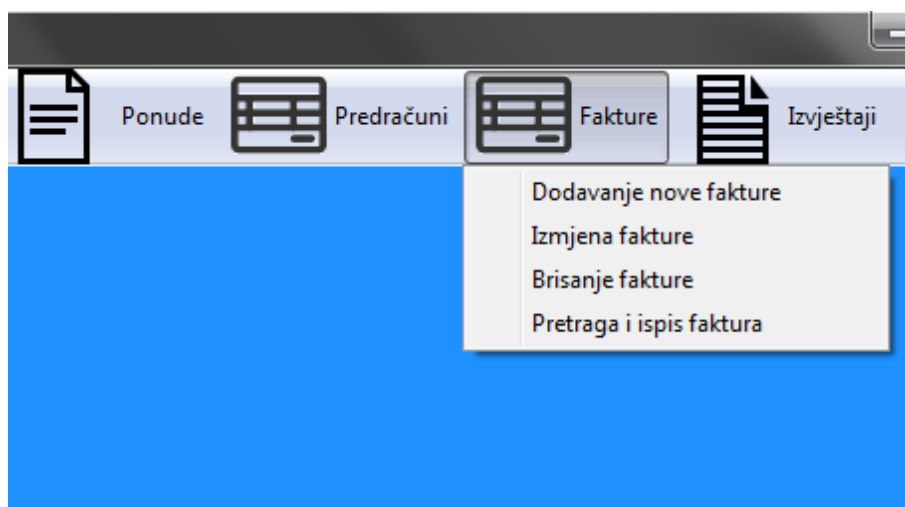 Ponude Predračuni Fakture Izvještaji
Dodavanje nove fakture
Izmjena fakture
Brisanje fakture
Pretraga i ispis faktura